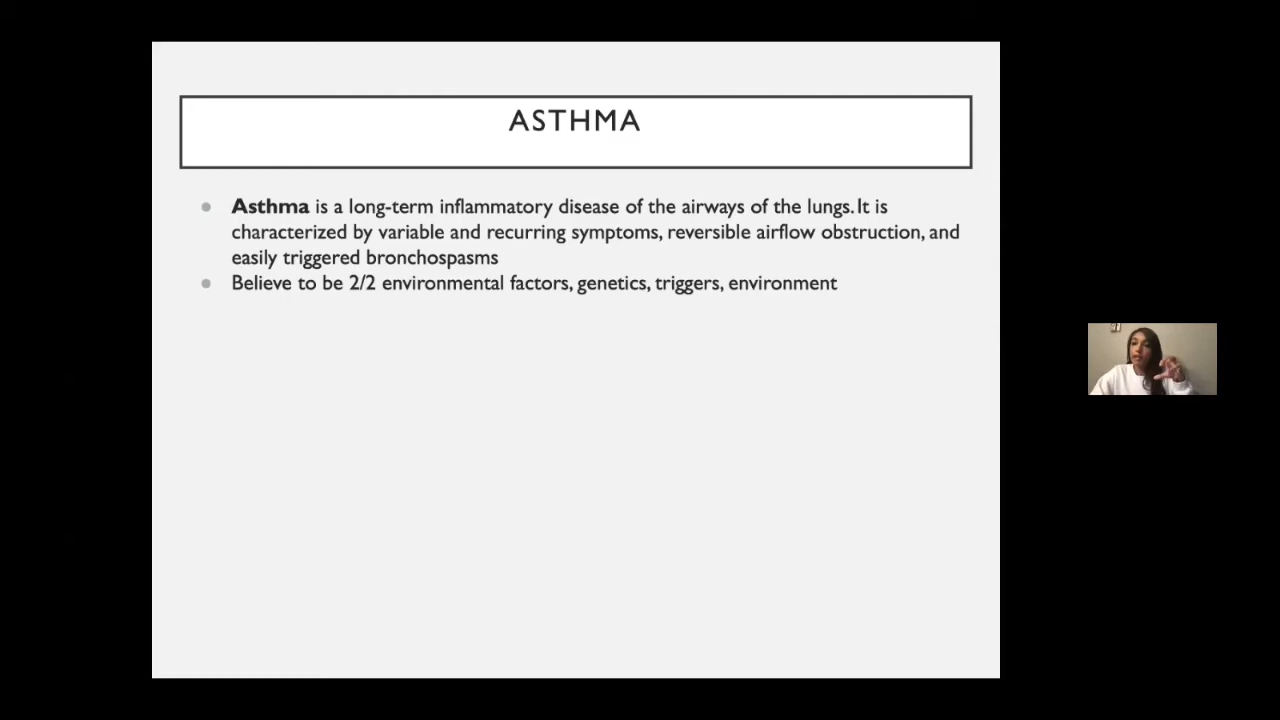 ASTHMA
Asthma is a long-term inflammatory disease of the airways of the lungs. It is
characterized by variable and recurring symptoms, reversible airflow obstruction, and
easily triggered bronchospasms
Believe to be 2/2 environmental factors, genetics, triggers, environment